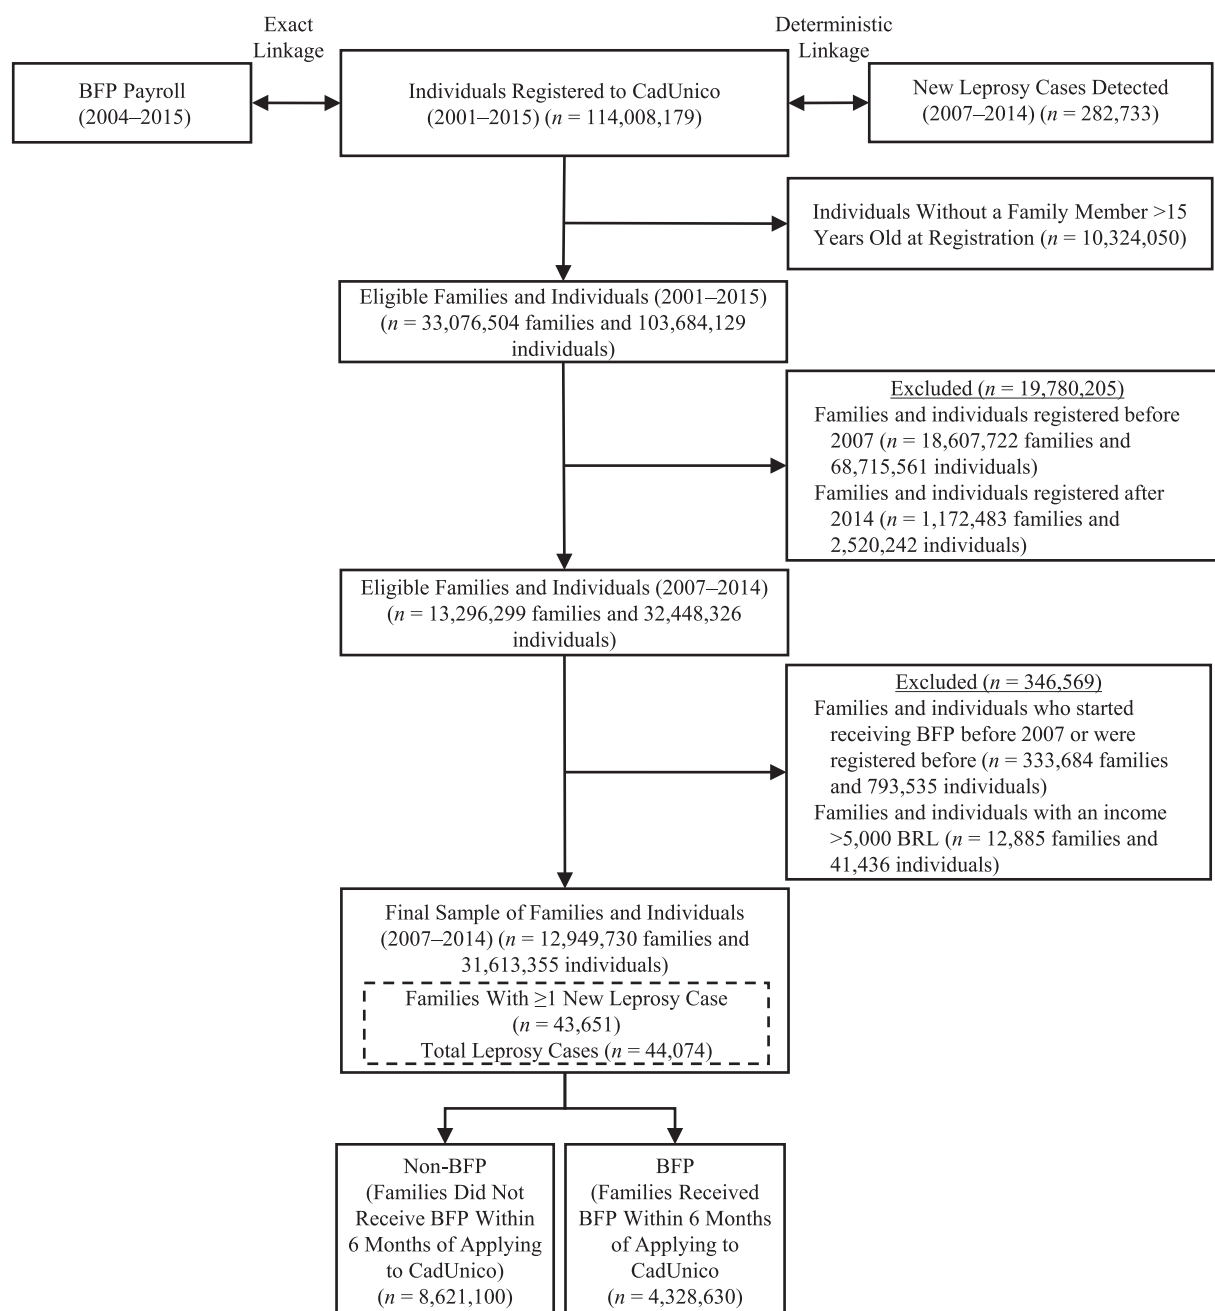 Exact
Linkage
Deterministic
Linkage
BFP Payroll
(2004–2015)
Individuals Registered to CadUnico
(2001–2015) (n = 114,008,179)
New Leprosy Cases Detected
(2007–2014) (n = 282,733)
Individuals Without a Family Member >15
Years Old at Registration (n = 10,324,050)
Eligible Families and Individuals (2001–2015)
(n = 33,076,504 families and 103,684,129
individuals)
Excluded (n = 19,780,205)
Families and individuals registered before
2007 (n = 18,607,722 families and
68,715,561 individuals)
Families and individuals registered after
2014 (n = 1,172,483 families and
2,520,242 individuals)
Eligible Families and Individuals (2007–2014)
(n = 13,296,299 families and 32,448,326
individuals)
Excluded (n = 346,569)
Families and individuals who started
receiving BFP before 2007 or were
registered before (n = 333,684 families
and 793,535 individuals)
Families and individuals with an income
>5,000 BRL (n = 12,885 families and
41,436 individuals)
Final Sample of Families and Individuals
(2007–2014) (n = 12,949,730 families and
31,613,355 individuals)
Families With ≥1 New Leprosy Case
(n = 43,651)
Total Leprosy Cases (n = 44,074)
Non-BFP
(Families Did Not
Receive BFP Within
6 Months of Applying
to CadUnico)
(n = 8,621,100)
BFP
(Families Received
BFP Within 6 Months
of Applying to
CadUnico
(n = 4,328,630)